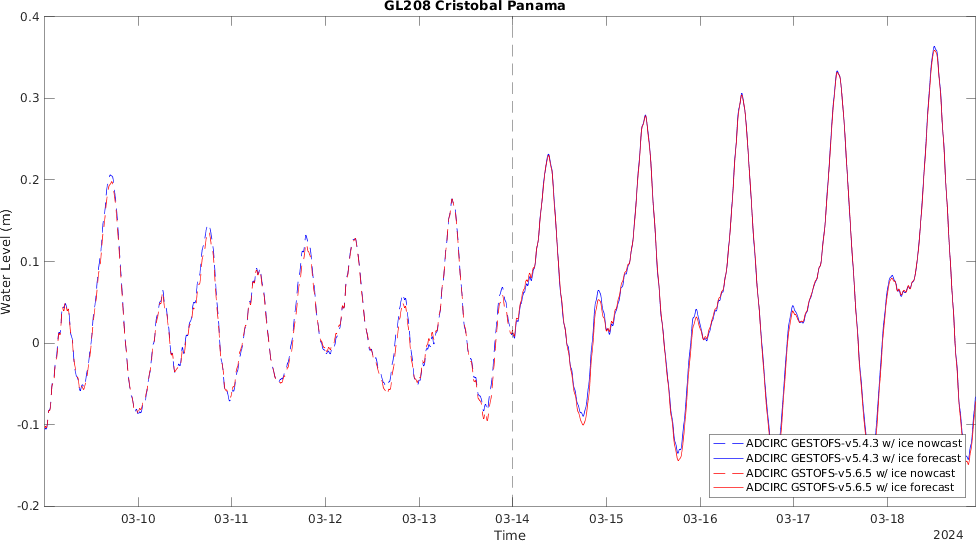 GL208 Cristobal Panama
0.4
0.3
0.2
0.1
0
-0.1
-0.2
Water Level (m)
03-10
03-11
03-12
03-13
03-14
03-15
03-16
03-17
03-18
Time
2024
ADCIRC GESTOFS-v5.4.3 w/ ice nowcast
ADCIRC GESTOFS-v5.4.3 w/ ice forecast
ADCIRC GSTOFS-v5.6.5 w/ ice nowcast
ADCIRC GSTOFS-v5.6.5 w/ ice forecast